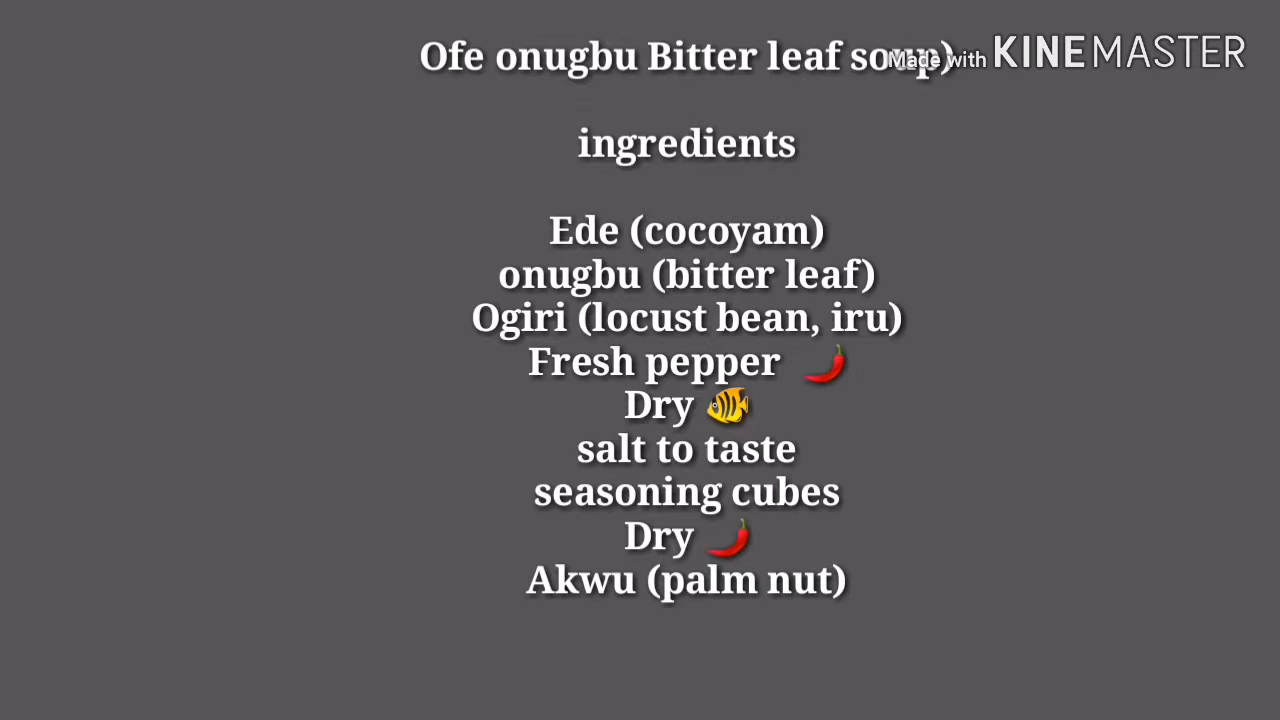 Ofe onugbu Bitter leaf soup)
Made with KINEMASTER
ingredients
Ede (cocoyam)
onugbu (bitter leaf)
Ogiri (locust bean, iru)
Fresh pepper 🌶️
Dry 🐠
salt to taste
seasoning cubes
Dry 🌶️
Akwu (palm nut)